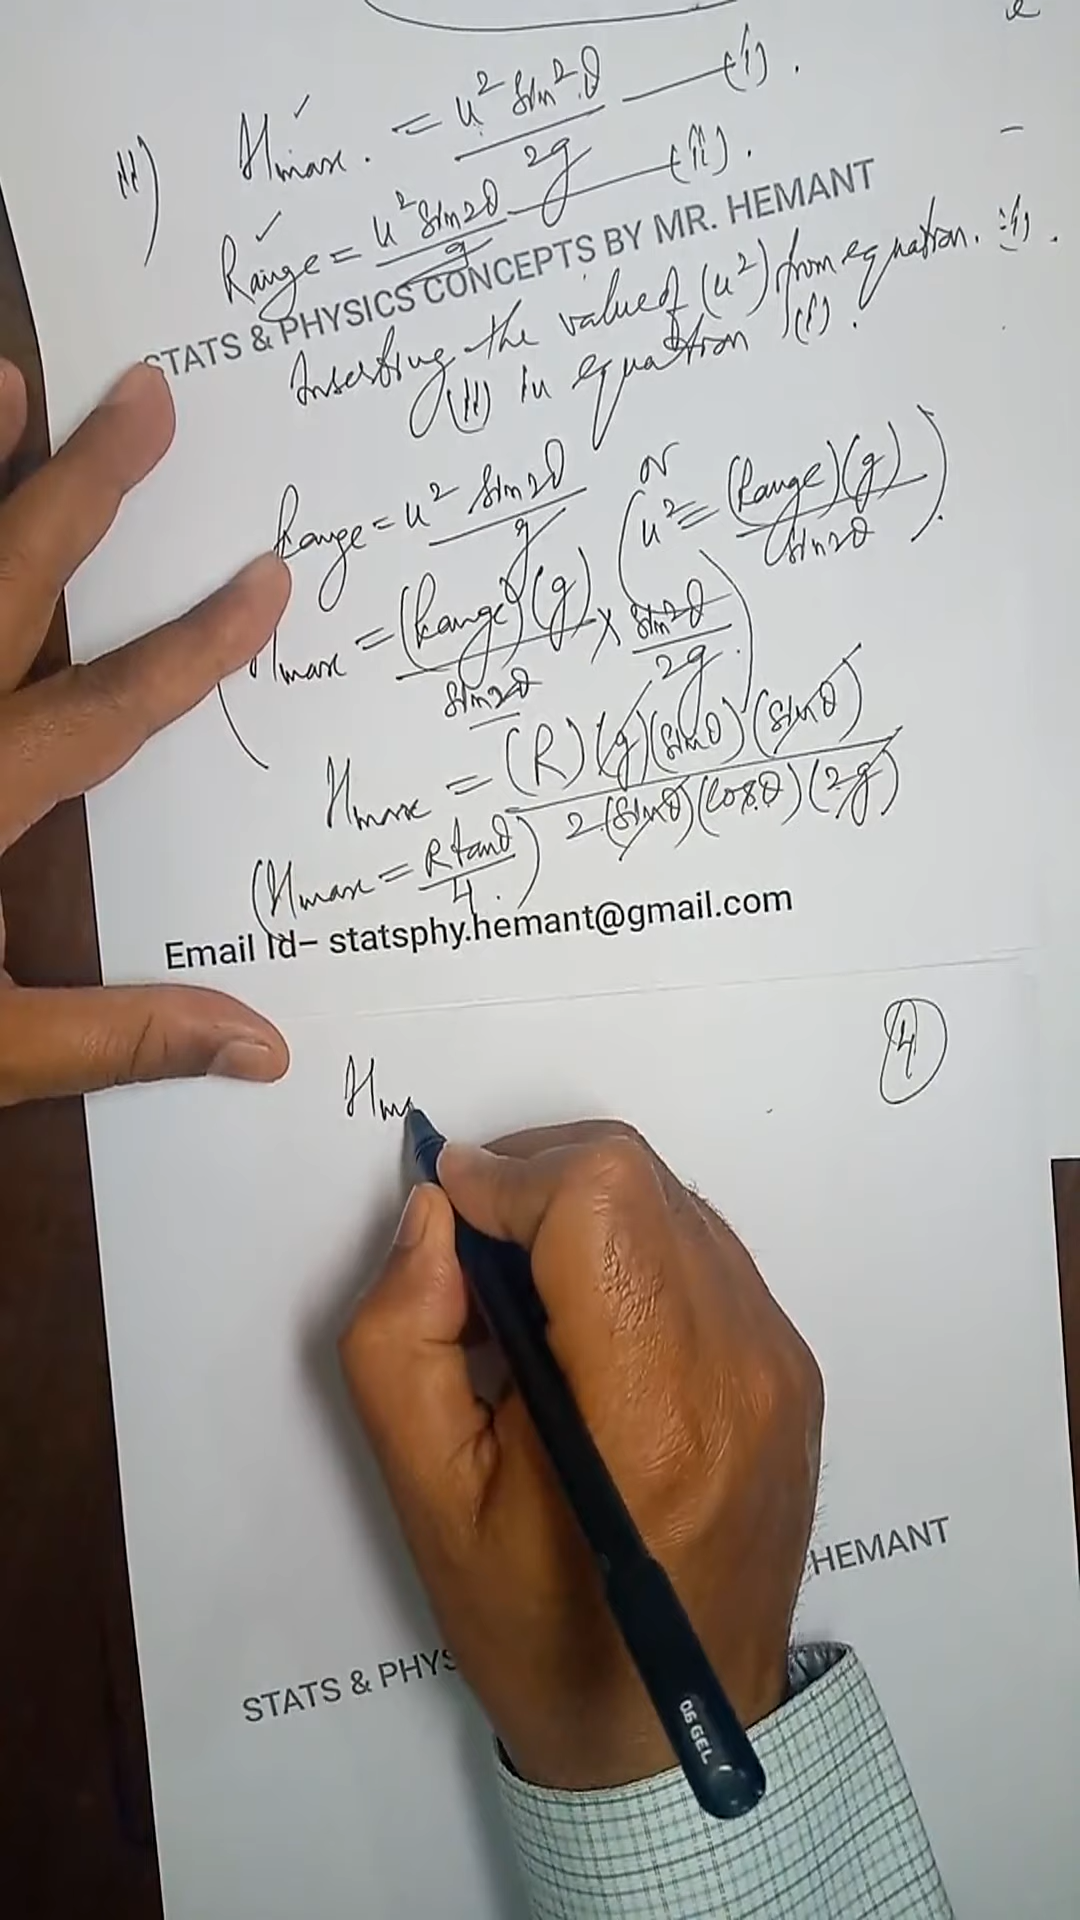 ii) Hmax. = u² sin²θ / 2g —(i).
Range = u² sin2θ / g —(ii).
STATS & PHYSICS CONCEPTS BY MR. HEMANT
Inserting the value of (u²) from equation.
(ii) in equation (i).
Range = u² sin2θ / g or (u² = (Range)(g) / sin2θ).
(Hmax = (Range)(g) / sin2θ × sin²θ / 2g.)
Hmax = (R)(g)(sinθ)(sinθ) / 2(sinθ)(cosθ)(2g)
(Hmax = R tanθ / 4.)
Email Id– statsphy.hemant@gmail.com
4
Hma
STATS & PHYS HEMANT
0.6 GEL